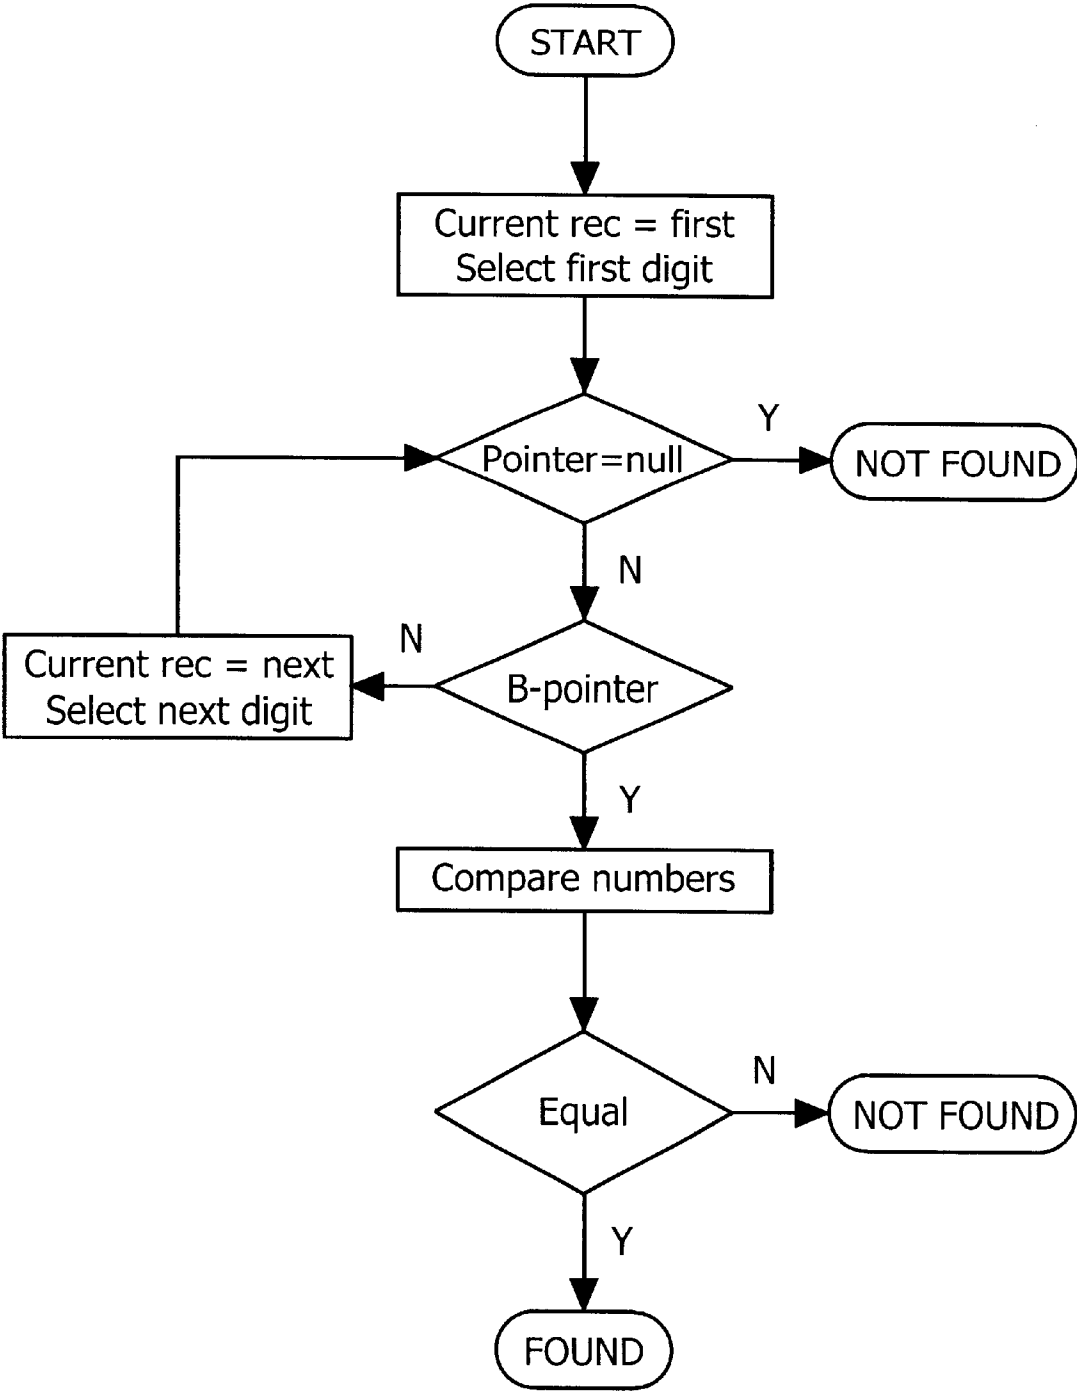 START
Current rec = first
Select first digit
Pointer=null
Y
NOT FOUND
N
B-pointer
N
Current rec = next
Select next digit
Y
Compare numbers
Equal
N
NOT FOUND
Y
FOUND